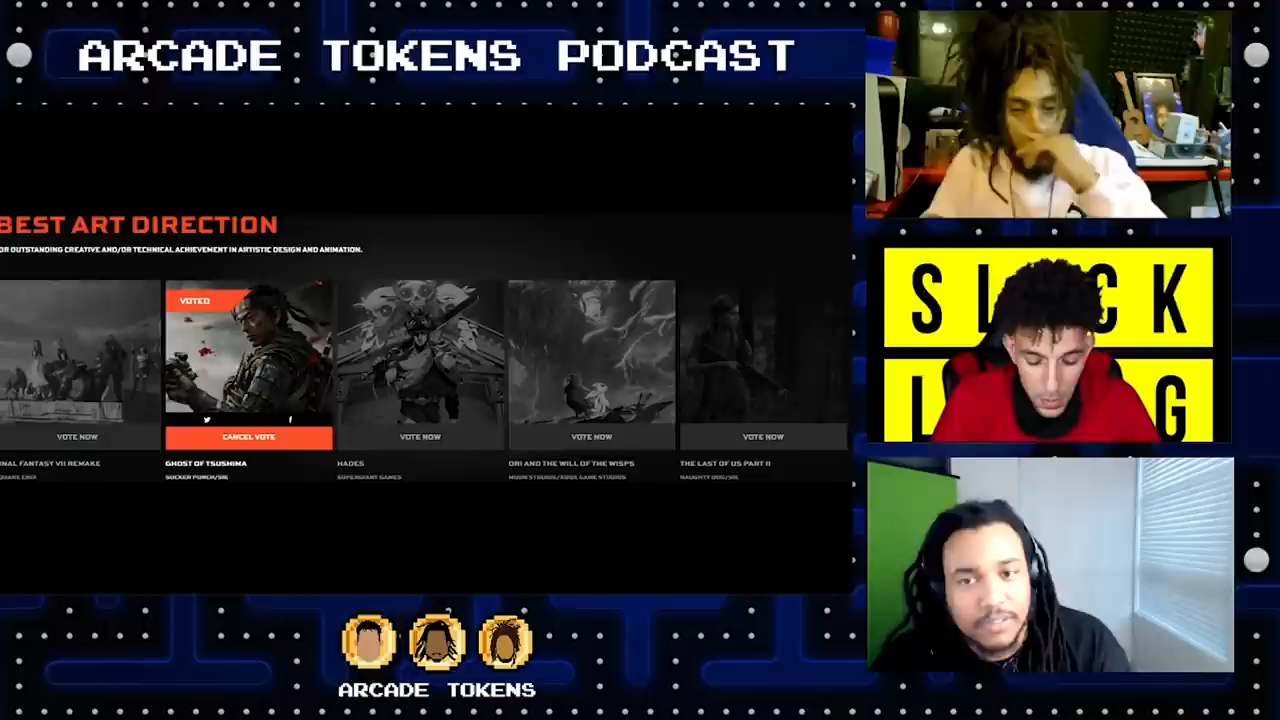 ARCADE TOKENS PODCAST
BEST ART DIRECTION
OR OUTSTANDING CREATIVE AND/OR TECHNICAL ACHIEVEMENT IN ARTISTIC DESIGN AND ANIMATION.
VOTED
VOTE NOW
CANCEL VOTE
VOTE NOW
VOTE NOW
VOTE NOW
NAL FANTASY VII REMAKE
GHOST OF TSUSHIMA
HADES
ORI AND THE WILL OF THE WISPS
THE LAST OF US PART II
QUARE ENIX
SUCKER PUNCH/SIE
SUPERGIANT GAMES
MOON STUDIOS/XBOX GAME STUDIOS
NAUGHTY DOG/SIE
S L CK
L G
ARCADE TOKENS